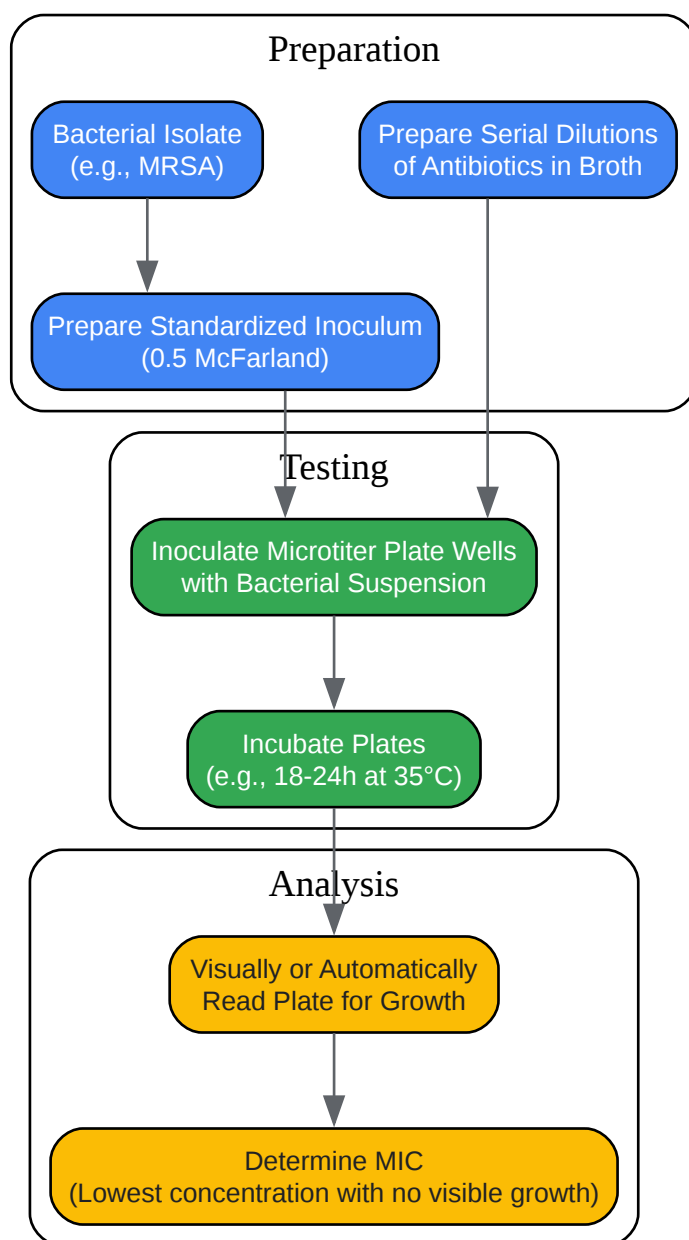 Preparation
Bacterial Isolate
(e.g., MRSA)
Prepare Serial Dilutions
of Antibiotics in Broth
Prepare Standardized Inoculum
(0.5 McFarland)
Testing
Inoculate Microtiter Plate Wells
with Bacterial Suspension
Incubate Plates
(e.g., 18-24h at 35°C)
Analysis
Visually or Automatically
Read Plate for Growth
Determine MIC
(Lowest concentration with no visible growth)